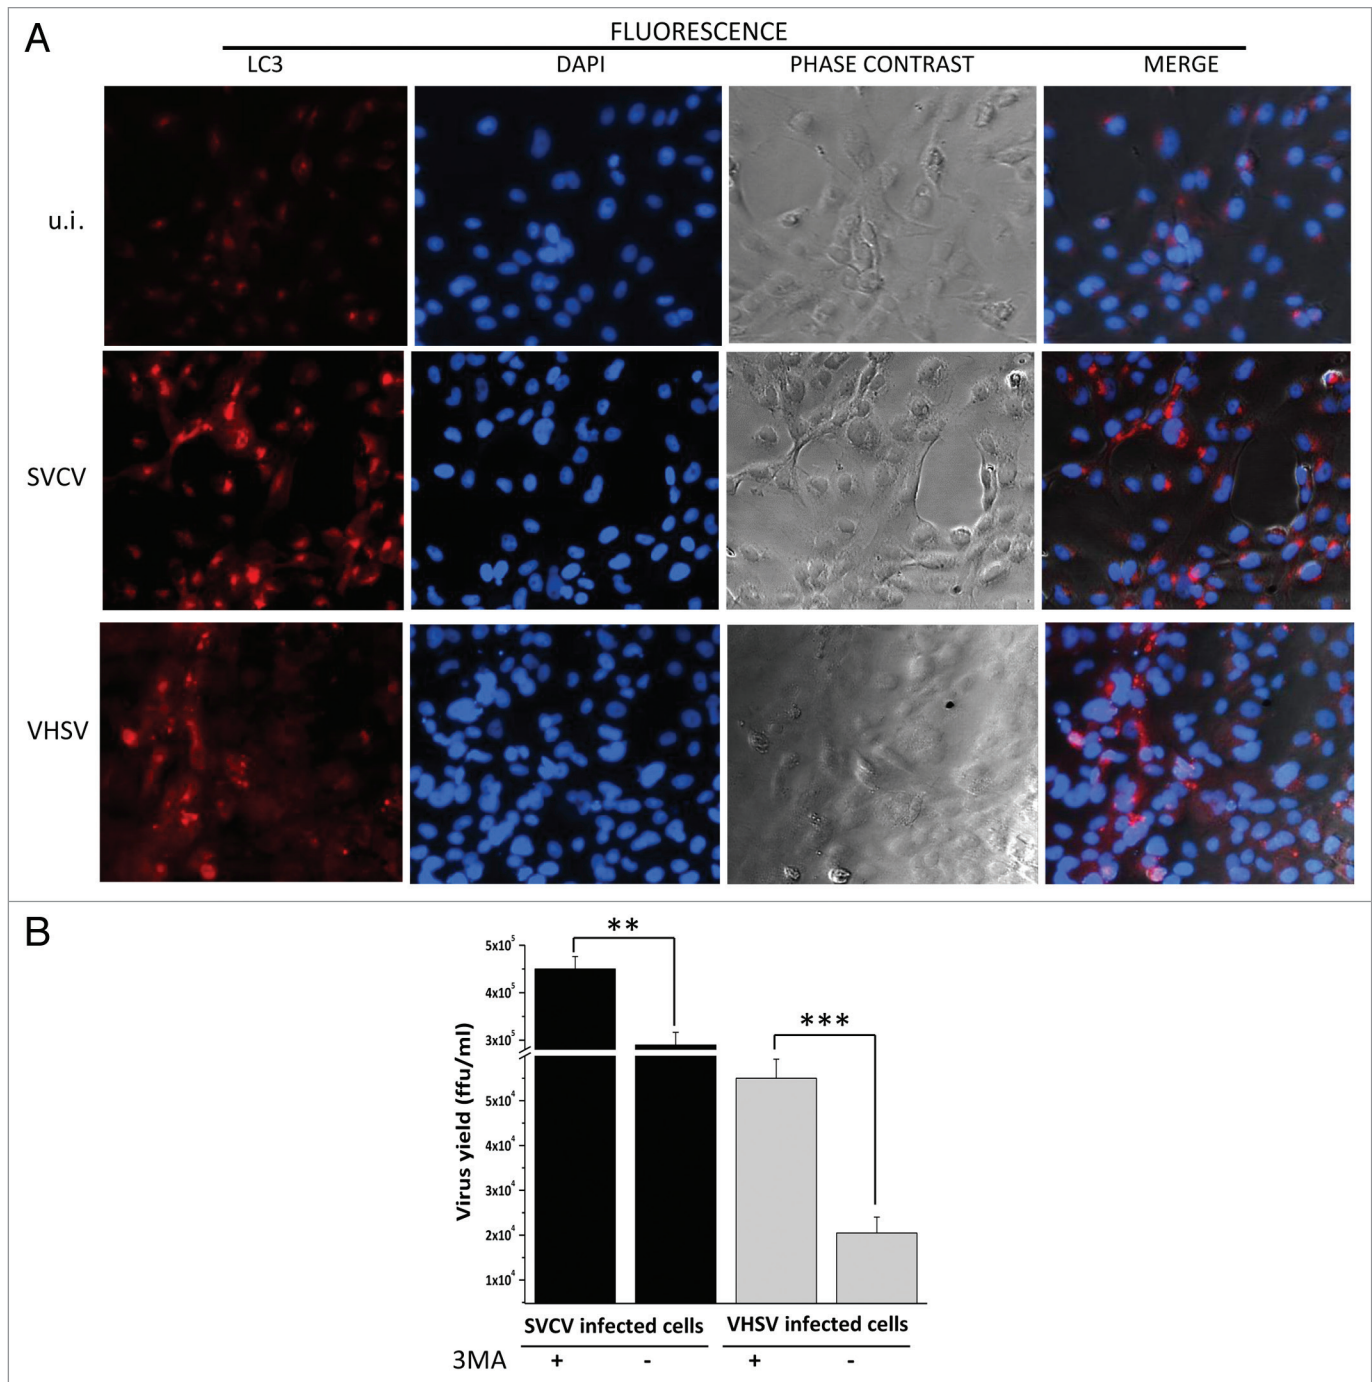 A
FLUORESCENCE
LC3 DAPI PHASE CONTRAST MERGE
u.i.
SVCV
VHSV
B
**
***
Virus yield (ffu/ml)
5x10⁵
4x10⁵
3x10⁵
5x10⁴
4x10⁴
3x10⁴
2x10⁴
1x10⁴
SVCV infected cells VHSV infected cells
3MA + - + -